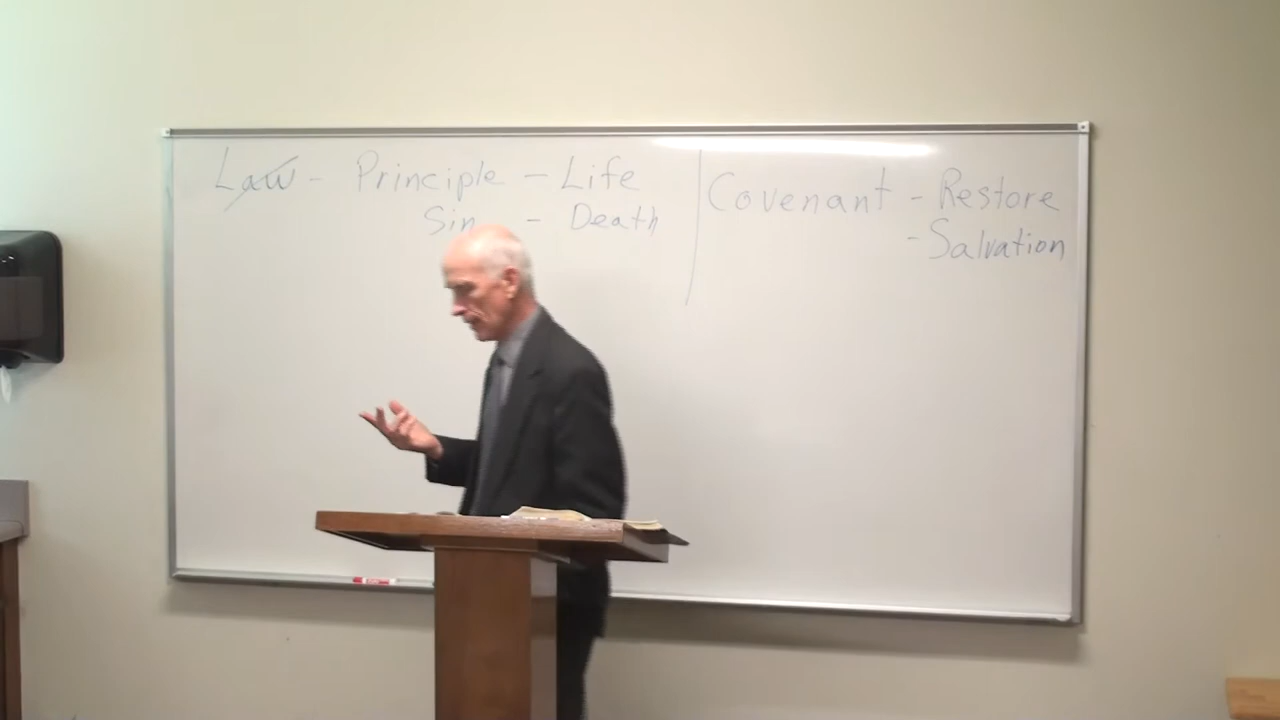 Law - Principle - Life
Sin - Death
Covenant - Restore
- Salvation